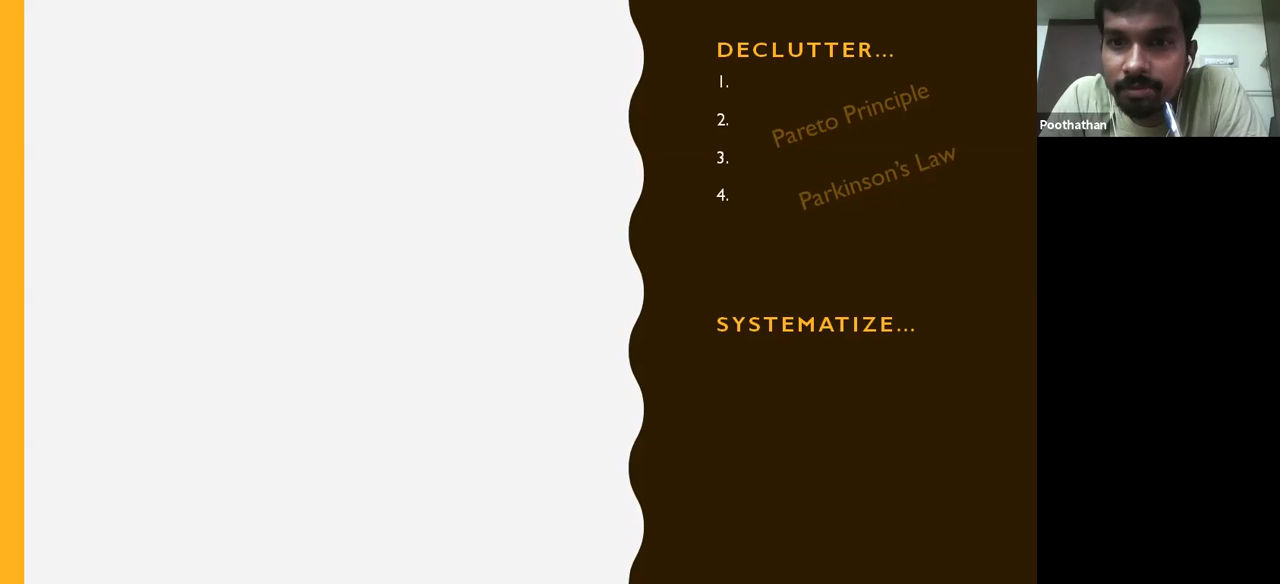 DECLUTTER...
1.
Pareto Principle
2.
3.
Parkinson's Law
4.
SYSTEMATIZE...
Poothathan